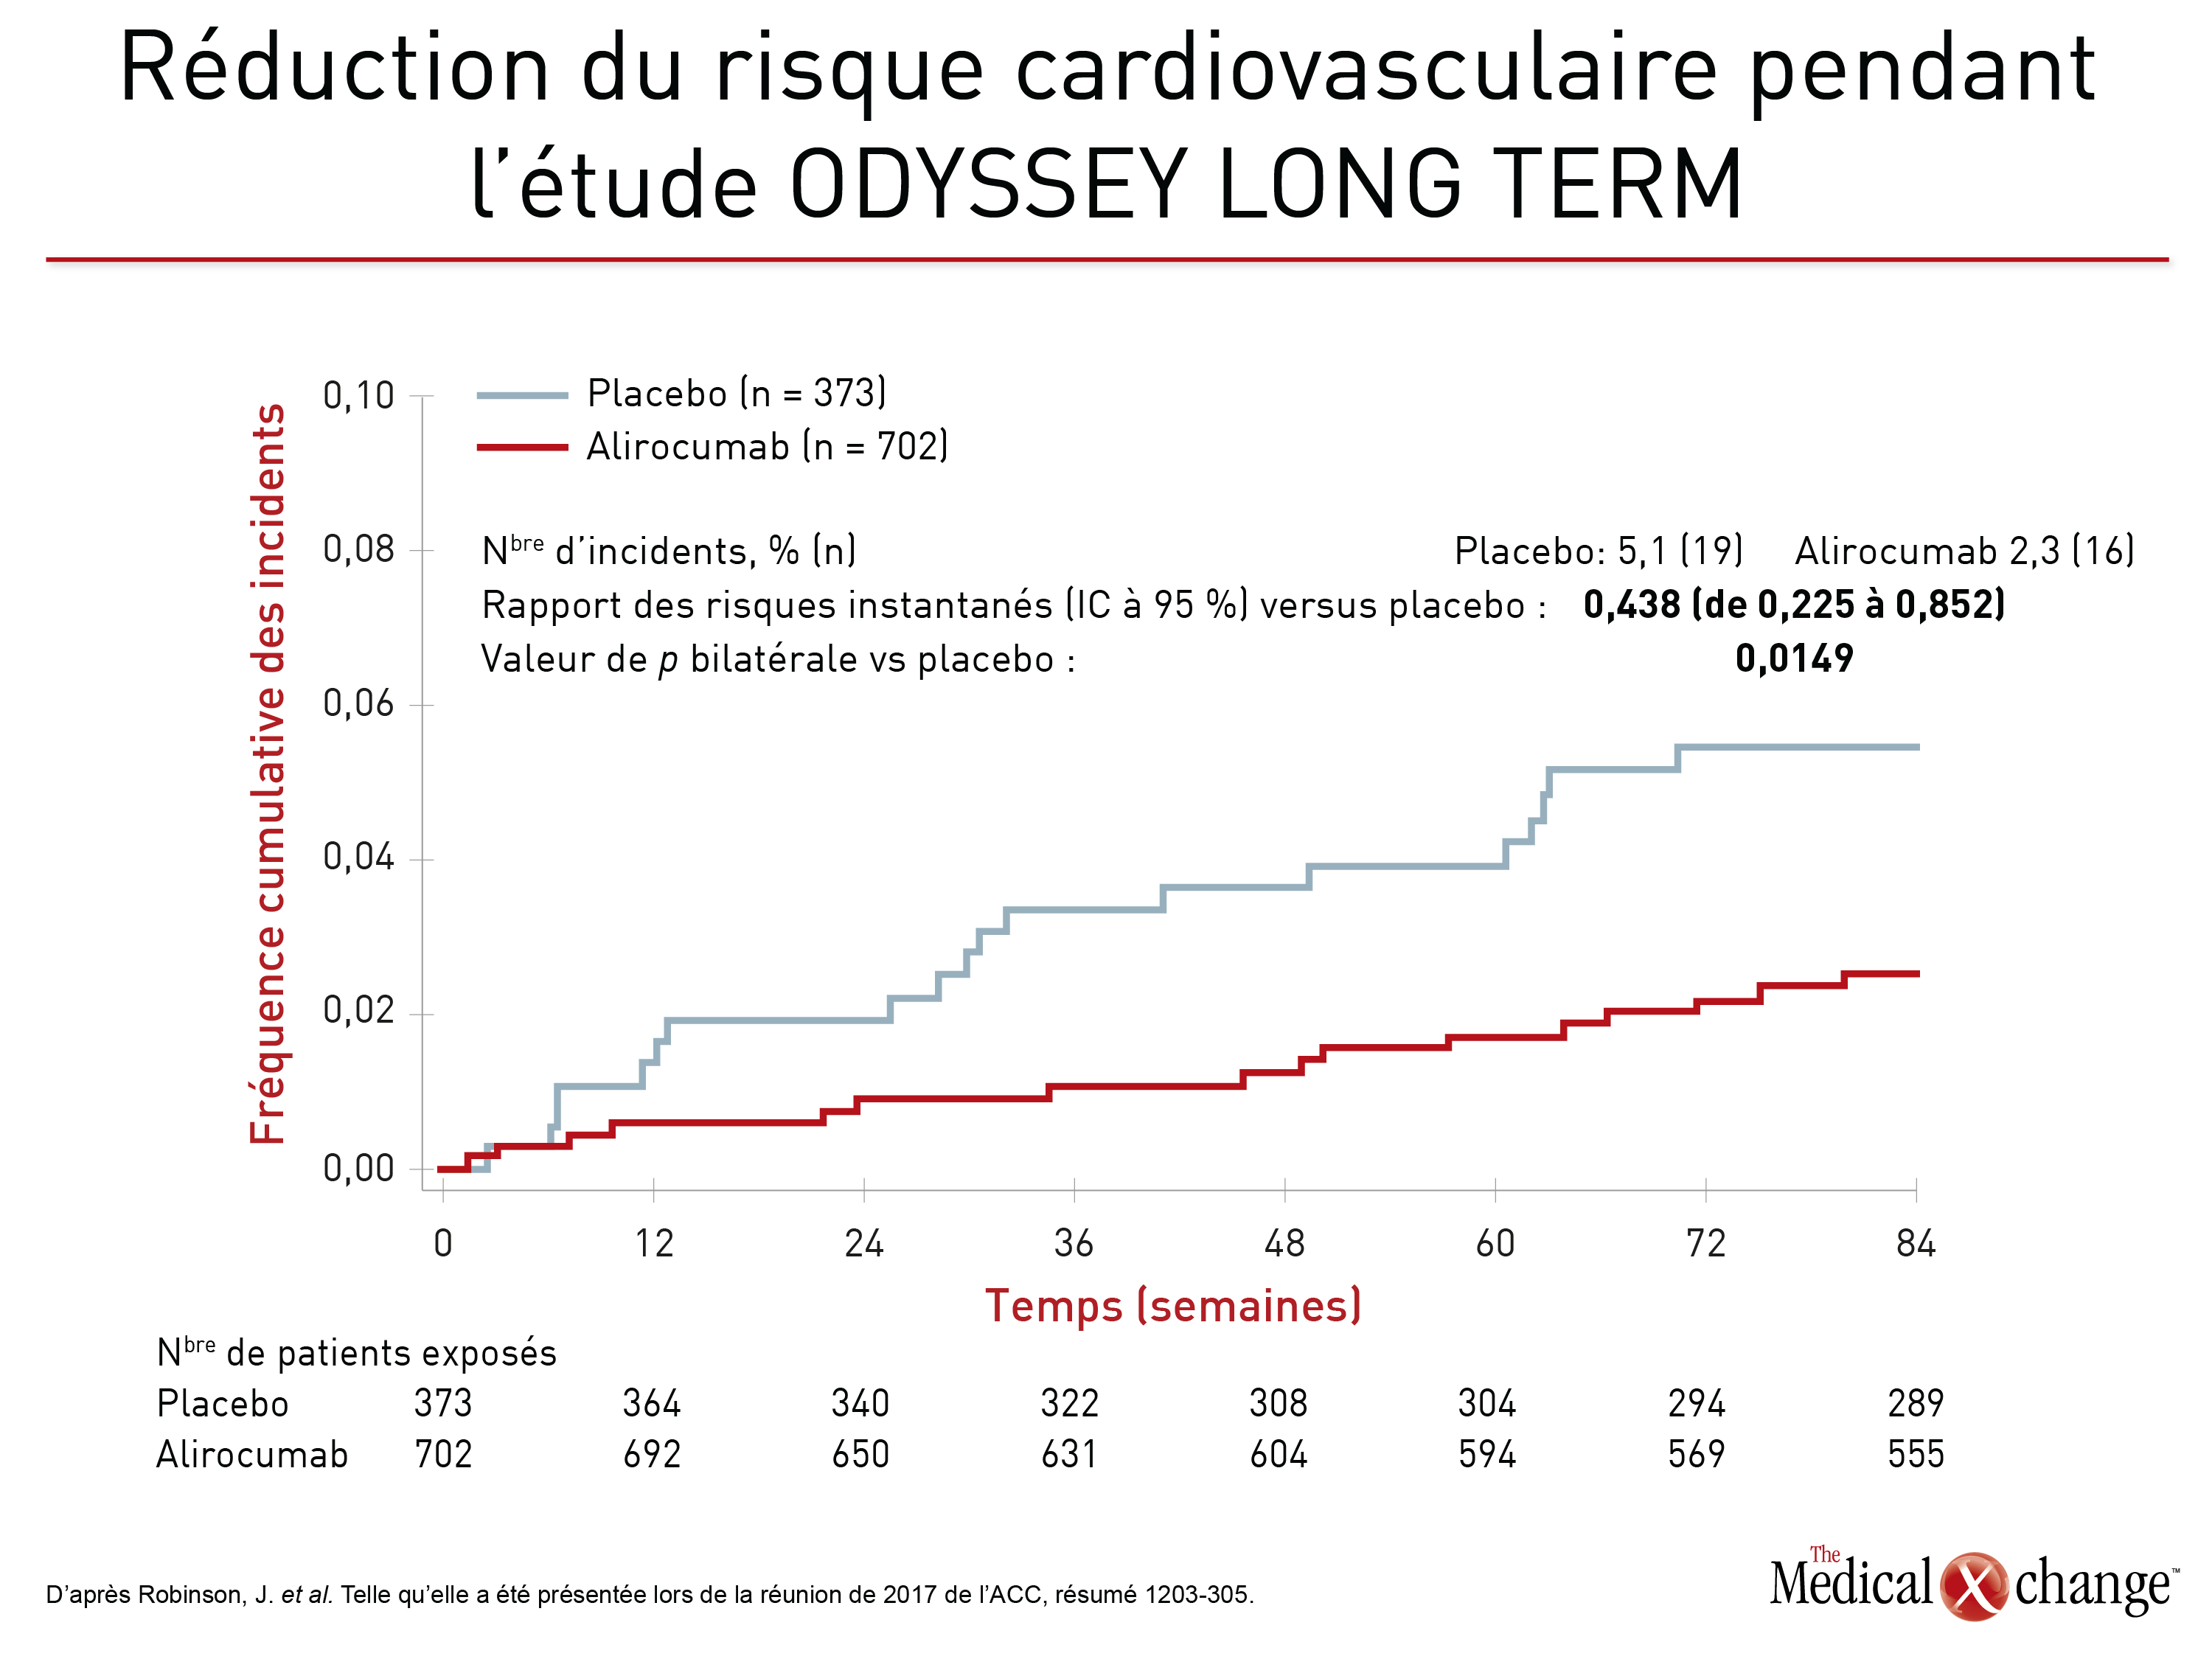 Réduction du risque cardiovasculaire pendant
l’étude ODYSSEY LONG TERM
Fréquence cumulative des incidents
0,10
0,08
0,06
0,04
0,02
0,00
Placebo (n = 373)
Alirocumab (n = 702)
Nbre d’incidents, % (n) Placebo: 5,1 (19) Alirocumab 2,3 (16)
Rapport des risques instantanés (IC à 95 %) versus placebo : 0,438 (de 0,225 à 0,852)
Valeur de p bilatérale vs placebo : 0,0149
0 12 24 36 48 60 72 84
Temps (semaines)
Nbre de patients exposés
Placebo 373 364 340 322 308 304 294 289
Alirocumab 702 692 650 631 604 594 569 555
D’après Robinson, J. et al. Telle qu’elle a été présentée lors de la réunion de 2017 de l’ACC, résumé 1203-305.
The
Medical X change™